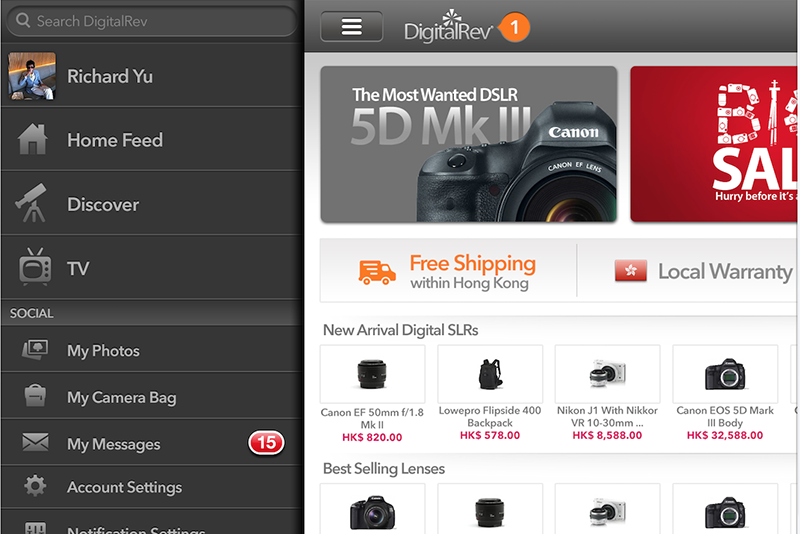 Search DigitalRev
Richard Yu
Home Feed
Discover
TV
SOCIAL
My Photos
My Camera Bag
My Messages
15
Account Settings
Notification Settings
DigitalRev
1
The Most Wanted DSLR
5D Mk III
Canon
CANON EF LENS
BIG
SAL
Hurry before it's a
Free Shipping
within Hong Kong
Local Warranty
New Arrival Digital SLRs
Canon EF 50mm f/1.8
Mk II
HK$ 820.00
Lowepro Flipside 400
Backpack
HK$ 578.00
Nikon J1 With Nikkor
VR 10-30mm ...
HK$ 8,588.00
Canon EOS 5D Mark
III Body
HK$ 32,588.00
Best Selling Lenses